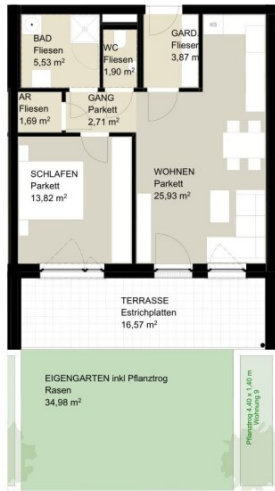 BAD
Fliesen
5,53 m²
WC
Fliesen
1,90 m²
GARD.
Fliesen
3,87 m²
KS
AR
Fliesen
1,69 m²
GANG
Parkett
2,71 m²
SCHLAFEN
Parkett
13,82 m²
WOHNEN
Parkett
25,93 m²
TERRASSE
Estrichplatten
16,57 m²
EIGENGARTEN inkl Pflanztrog
Rasen
34,98 m²
Pflanztrog 4,40 x 1,40 m
Wohnung 9